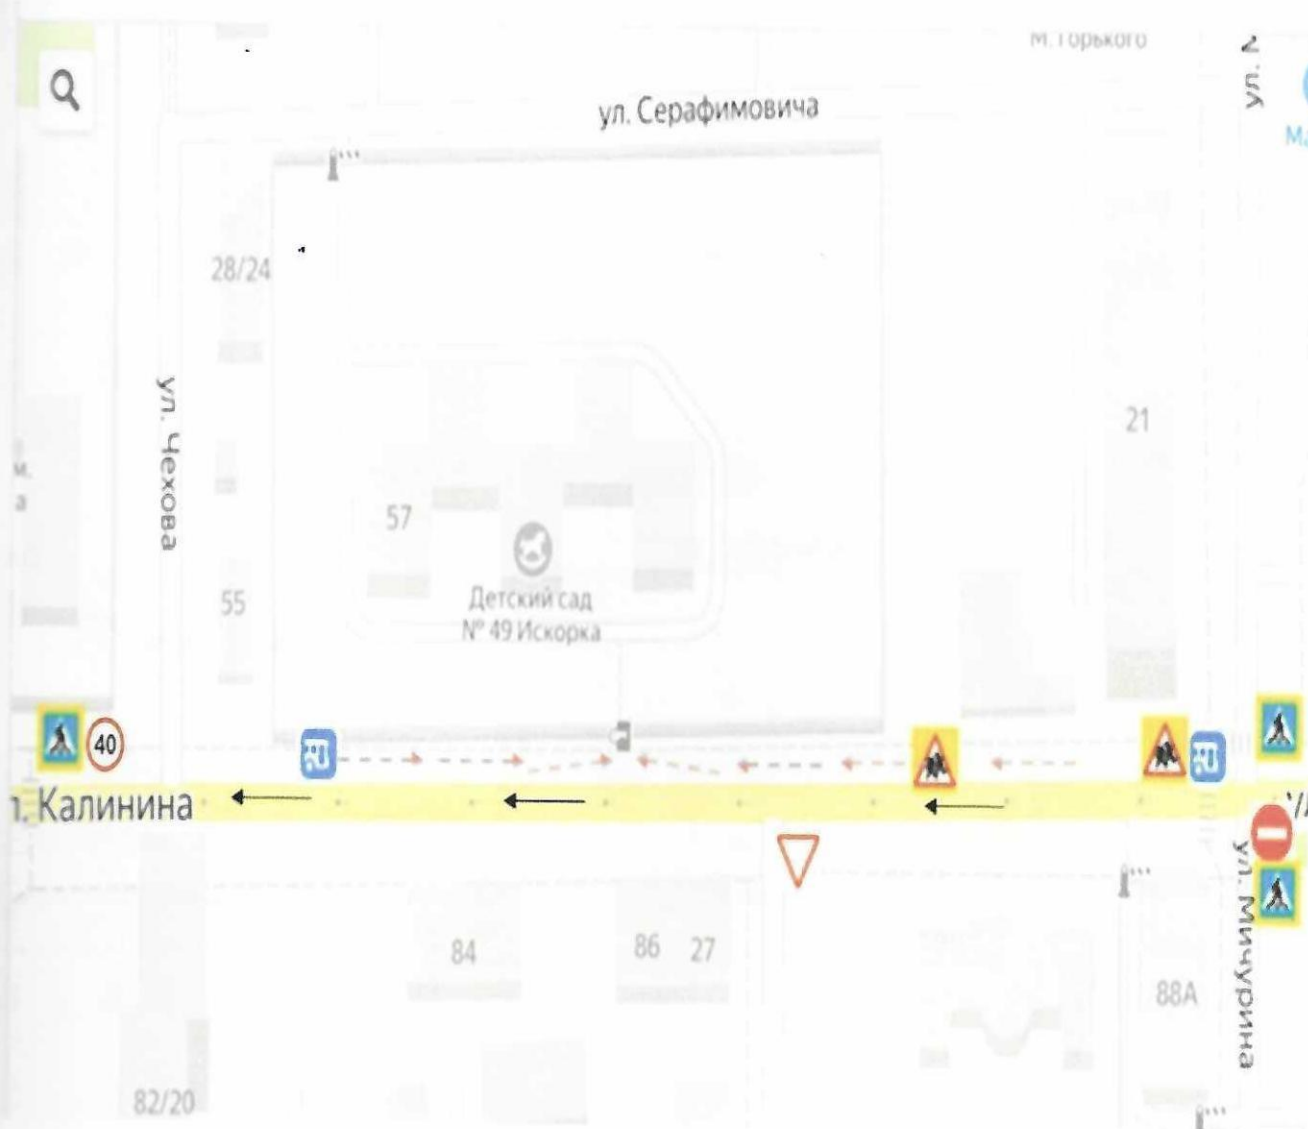 М. Горького
ул. Серафимовича
ул.
28/24
ул. Чехова
21
м.
а
57
Детский сад
№ 49 Искорка
55
40
л. Калинина
84
86
27
ул. Мичурина
88А
82/20